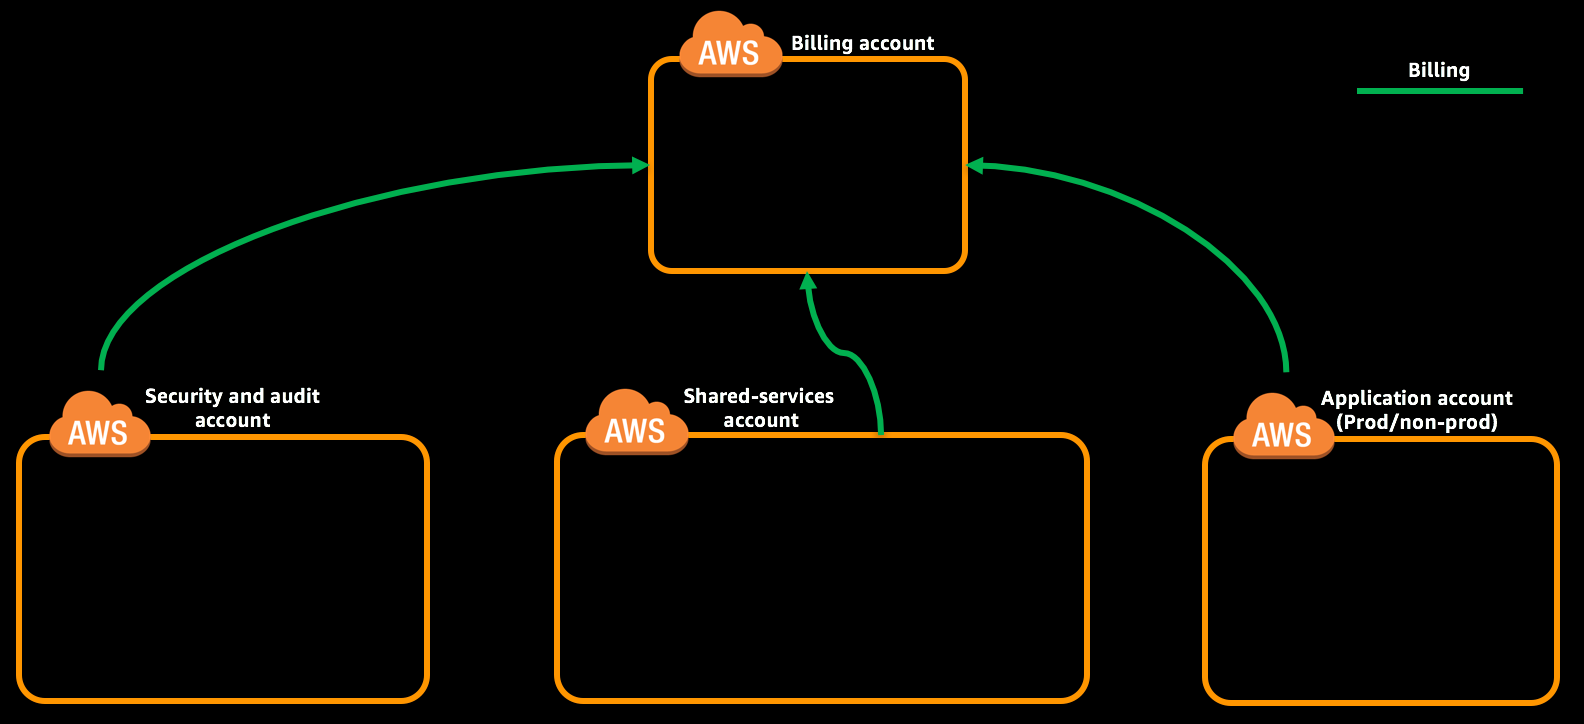 AWS
Billing account
Billing
AWS
Security and audit
account
AWS
Shared-services
account
AWS
Application account
(Prod/non-prod)